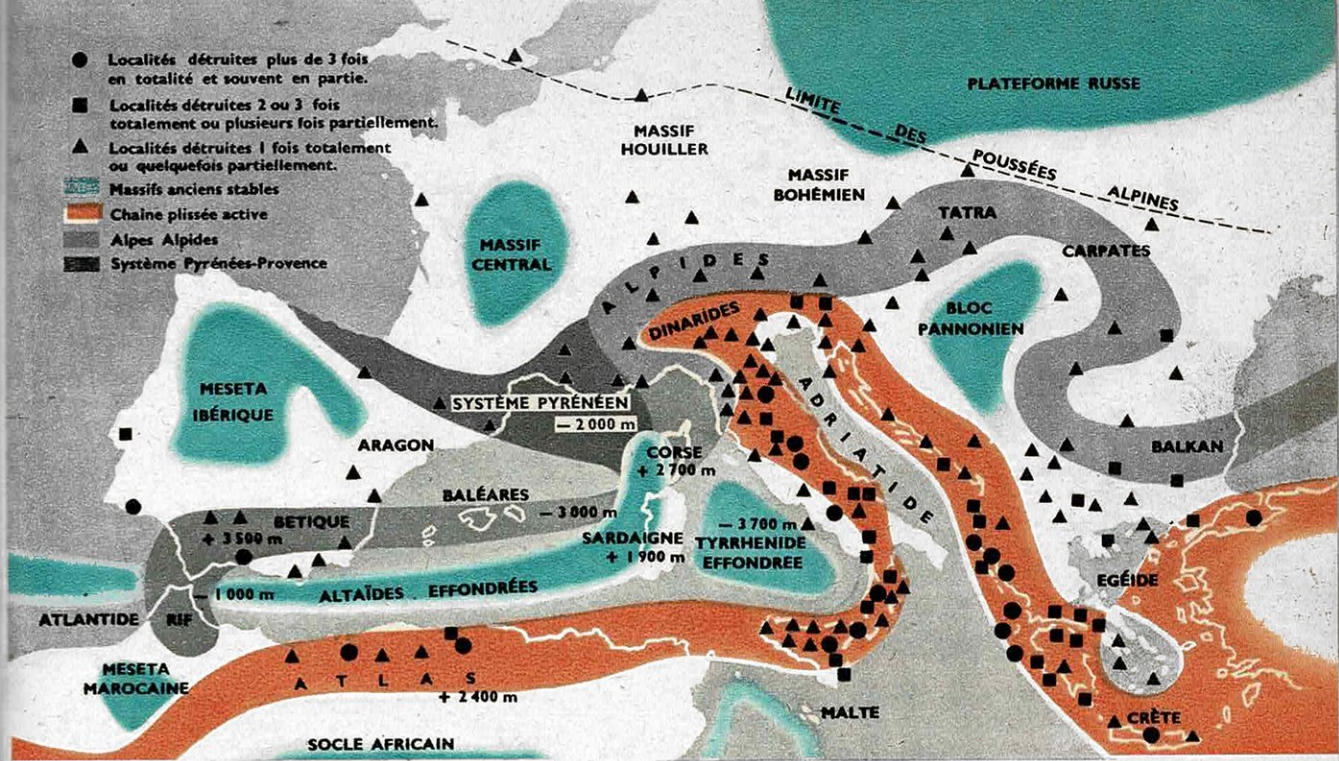 Localités détruites plus de 3 fois
en totalité et souvent en partie.
Localités détruites 2 ou 3 fois
totalement ou plusieurs fois partiellement.
Localités détruites 1 fois totalement
ou quelquefois partiellement.
Massifs anciens stables
Chaîne plissée active
Alpes Alpides
Système Pyrénées-Provence
PLATEFORME RUSSE
LIMITE DES POUSSÉES ALPINES
MASSIF
HOUILLER
MASSIF
BOHÉMIEN
TATRA
CARPATES
MASSIF
CENTRAL
ALPIDES
DINARIDES
BLOC
PANNONIEN
MESETA
IBÉRIQUE
SYSTÈME PYRÉNÉEN
— 2 000 m
ADRIATIDE
ARAGON
CORSE
+ 2 700 m
BALKAN
BALÉARES
— 3 000 m
BETIQUE
+ 3 500 m
SARDAIGNE
+ 1 900 m
— 3 700 m
TYRRHENIDE
EFFONDRÉE
EGÉIDE
— 1 000 m
ALTAÏDES EFFONDRÉES
ATLANTIDE
RIF
MESETA
MAROCAINE
ATLAS
+ 2 400 m
MALTE
CRÈTE
SOCLE AFRICAIN